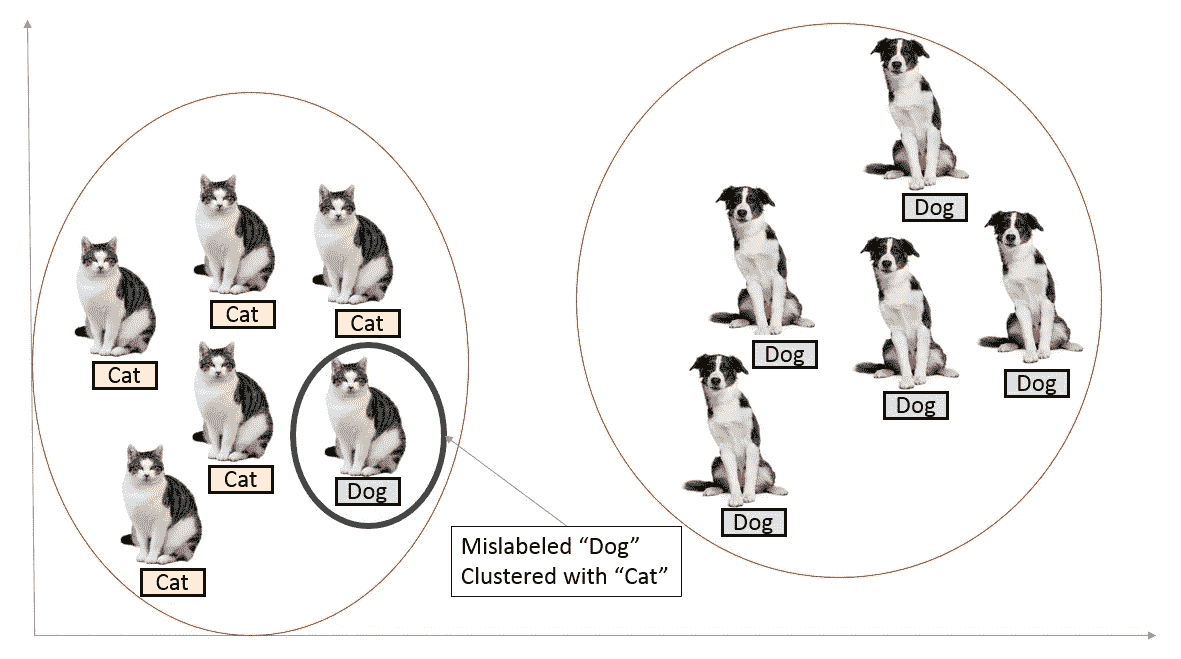 Dog
Cat
Cat
Dog
Cat
Dog
Dog
Cat
Dog
Dog
Mislabeled “Dog”
Clustered with “Cat”
Cat